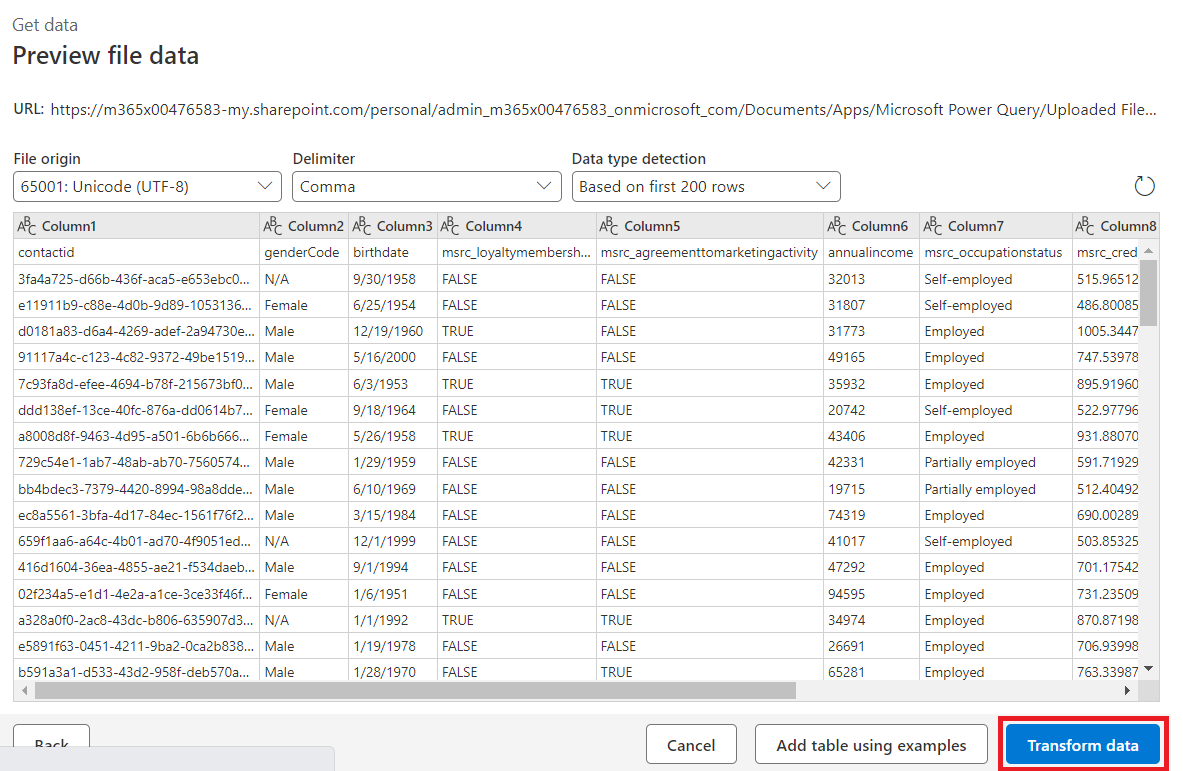 Get data
Preview file data
URL: https://m365x00476583-my.sharepoint.com/personal/admin_m365x00476583_onmicrosoft_com/Documents/Apps/Microsoft Power Query/Uploaded File...
File origin Delimiter Data type detection
65001: Unicode (UTF-8) Comma Based on first 200 rows
ABC Column1 ABC Column2 ABC Column3 ABC Column4 ABC Column5 ABC Column6 ABC Column7 ABC Column8
contactid genderCode birthdate msrc_loyaltymembersh... msrc_agreementtomarketingactivity annualincome msrc_occupationstatus msrc_cred
3fa4a725-d66b-436f-aca5-e653ebc0... N/A 9/30/1958 FALSE FALSE 32013 Self-employed 515.96512
e11911b9-c88e-4d0b-9d89-1053136... Female 6/25/1954 FALSE FALSE 31807 Self-employed 486.80085
d0181a83-d6a4-4269-adef-2a94730e... Male 12/19/1960 TRUE FALSE 31773 Employed 1005.3447
91117a4c-c123-4c82-9372-49be1519... Male 5/16/2000 FALSE FALSE 49165 Employed 747.53978
7c93fa8d-efee-4694-b78f-215673bf0... Male 6/3/1953 TRUE TRUE 35932 Employed 895.91960
ddd138ef-13ce-40fc-876a-dd0614b7... Female 9/18/1964 FALSE TRUE 20742 Self-employed 522.97796
a8008d8f-9463-4d95-a501-6b6b666... Female 5/26/1958 TRUE TRUE 43406 Employed 931.88070
729c54e1-1ab7-48ab-ab70-7560574... Male 1/29/1959 FALSE FALSE 42331 Partially employed 591.71929
bb4bdec3-7379-4420-8994-98a8dde... Male 6/10/1969 FALSE FALSE 19715 Partially employed 512.40492
ec8a5561-3bfa-4d17-84ec-1561f76f2... Male 3/15/1984 FALSE FALSE 74319 Employed 690.00289
659f1aa6-a64c-4b01-ad70-4f9051ed... N/A 12/1/1999 FALSE FALSE 41017 Self-employed 503.85325
416d1604-36ea-4855-ae21-f534daeb... Male 9/1/1994 FALSE FALSE 47292 Employed 701.17542
02f234a5-e1d1-4e2a-a1ce-3ce33f46f... Female 1/6/1951 FALSE FALSE 94595 Employed 731.23509
a328a0f0-2ac8-43dc-b806-635907d3... N/A 1/1/1992 TRUE TRUE 34974 Employed 870.87198
e5891f63-0451-4211-9ba2-0ca2b838... Male 1/19/1978 FALSE FALSE 26691 Employed 706.93998
b591a3a1-d533-43d2-958f-deb570a... Male 1/28/1970 FALSE TRUE 65281 Employed 763.33987
Back Cancel Add table using examples Transform data